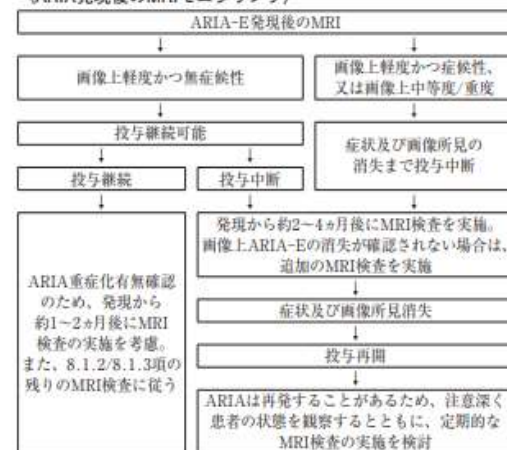 ARIA-E発現後のMRI
画像上軽度かつ無症候性
画像上軽度かつ症候性、
又は画像上中等度/重度
投与継続可能
症状及び画像所見の
消失まで投与中断
投与継続
投与中断
ARIA重症化有無確認
のため、発現から
約1~2ヵ月後にMRI
検査の実施を考慮。
また、8.1.2/8.1.3項の
残りのMRI検査に従う
発現から約2~4ヵ月後にMRI検査を実施。
画像上ARIA-Eの消失が確認されない場合は、
追加のMRI検査を実施
症状及び画像所見消失
投与再開
ARIAは再発することがあるため、注意深く
患者の状態を観察するとともに、定期的な
MRI検査の実施を検討